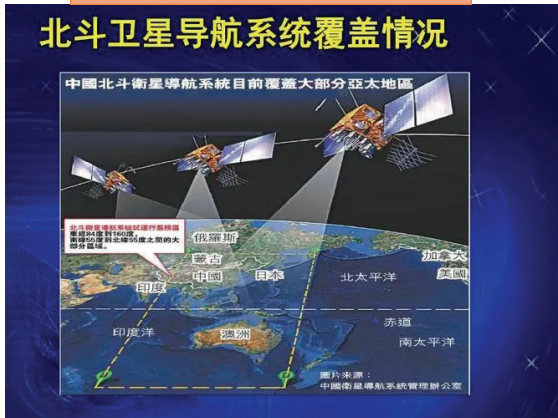 北斗卫星导航系统覆盖情况
中國北斗衛星導航系統目前覆蓋大部分亞太地區
北斗衛星導航系統試運行服務區
東經84度到160度,
南緯55度到北緯55度之間的大
部分區域。
俄羅斯
蒙古
中國
日本
印度
北太平洋
加拿大
美國
印度洋
澳洲
赤道
南太平洋
圖片來源：
中國衛星導航系統管理辦公室